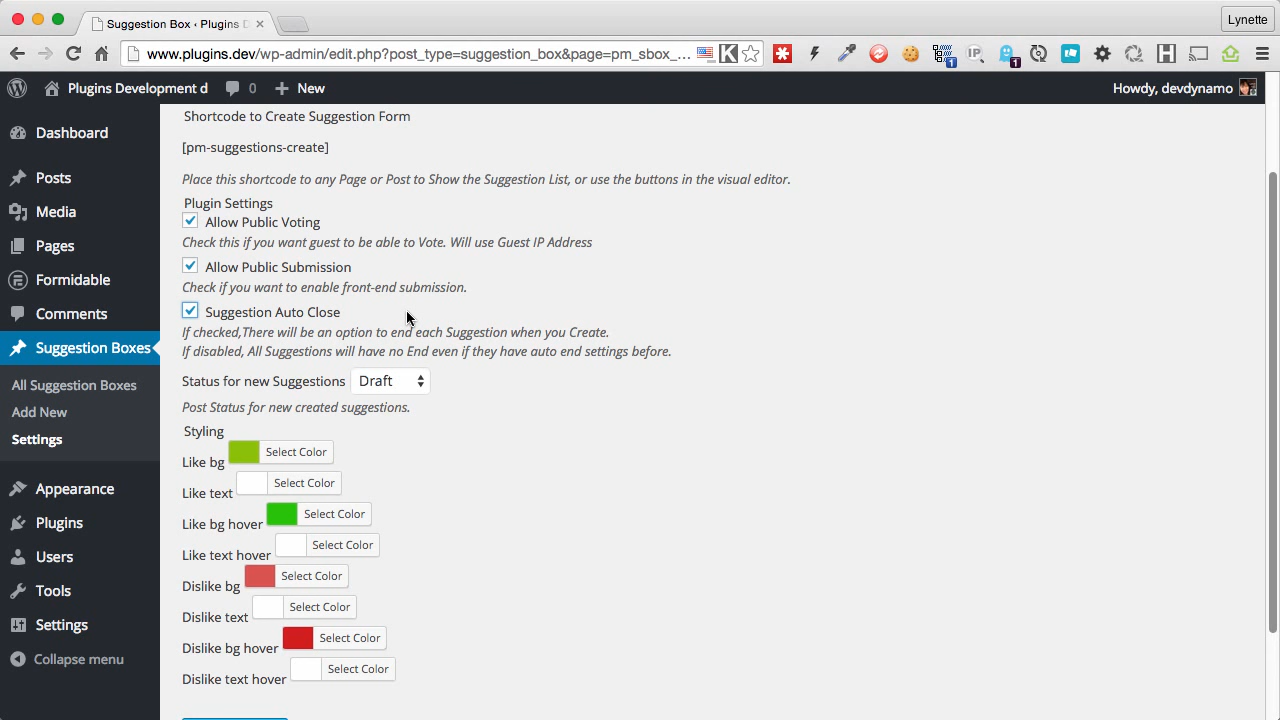 Suggestion Box ‹ Plugins D
Lynette
www.plugins.dev/wp-admin/edit.php?post_type=suggestion_box&page=pm_sbox_...
K
IP
H
1
1
Plugins Development d
0
New
Howdy, devdynamo
Dashboard
Posts
Media
Pages
Formidable
Comments
Suggestion Boxes
All Suggestion Boxes
Add New
Settings
Appearance
Plugins
Users
Tools
Settings
Collapse menu
Shortcode to Create Suggestion Form
[pm-suggestions-create]
Place this shortcode to any Page or Post to Show the Suggestion List, or use the buttons in the visual editor.
Plugin Settings
Allow Public Voting
Check this if you want guest to be able to Vote. Will use Guest IP Address
Allow Public Submission
Check if you want to enable front-end submission.
Suggestion Auto Close
If checked,There will be an option to end each Suggestion when you Create.
If disabled, All Suggestions will have no End even if they have auto end settings before.
Status for new Suggestions Draft
Post Status for new created suggestions.
Styling
Like bg Select Color
Like text Select Color
Like bg hover Select Color
Like text hover Select Color
Dislike bg Select Color
Dislike text Select Color
Dislike bg hover Select Color
Dislike text hover Select Color